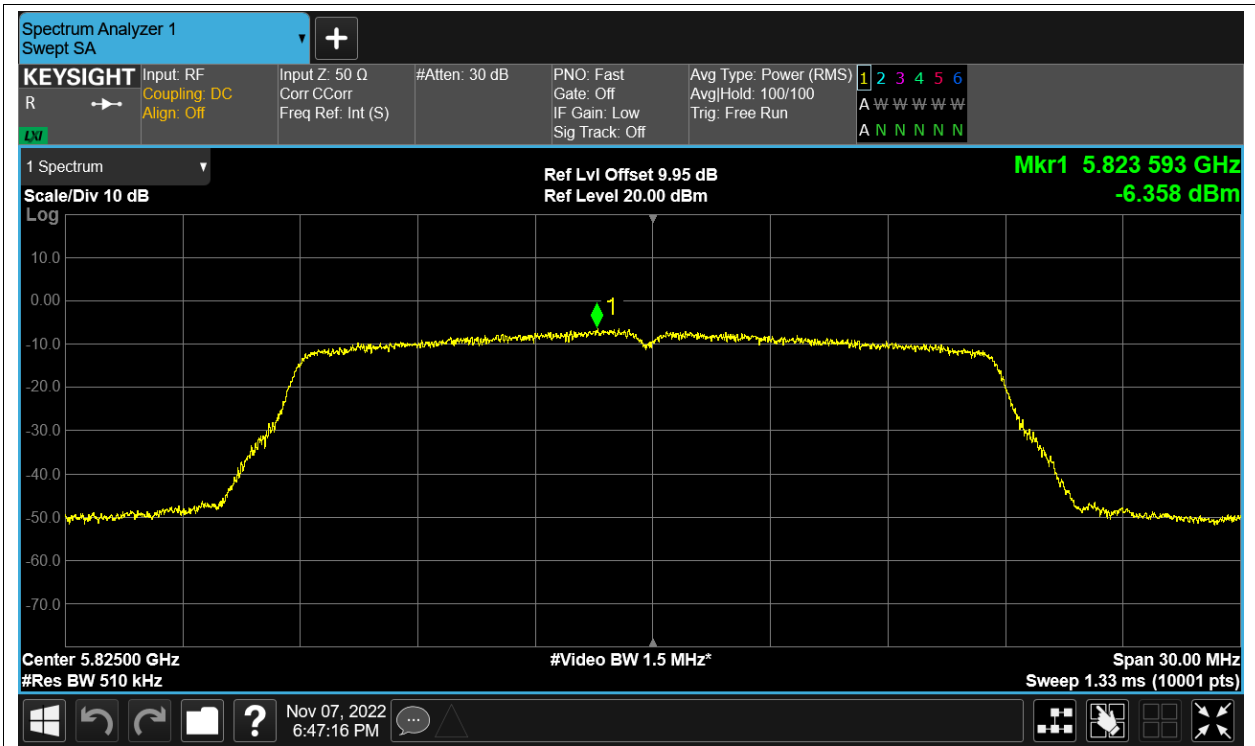 Spectrum Analyzer 1
Swept SA
KEYSIGHT
R
LXI
Input: RF
Coupling: DC
Align: Off
Input Z: 50 Ω
Corr CCorr
Freq Ref: Int (S)
#Atten: 30 dB
PNO: Fast
Gate: Off
IF Gain: Low
Sig Track: Off
Avg Type: Power (RMS)
Avg|Hold: 100/100
Trig: Free Run
1 2 3 4 5 6
A W W W W W
A N N N N N
1 Spectrum
Scale/Div 10 dB
Log
Ref Lvl Offset 9.95 dB
Ref Level 20.00 dBm
Mkr1 5.823 593 GHz
-6.358 dBm
10.0
0.00
1
-10.0
-20.0
-30.0
-40.0
-50.0
-60.0
-70.0
Center 5.82500 GHz
#Res BW 510 kHz
#Video BW 1.5 MHz*
Span 30.00 MHz
Sweep 1.33 ms (10001 pts)
?
Nov 07, 2022
6:47:16 PM